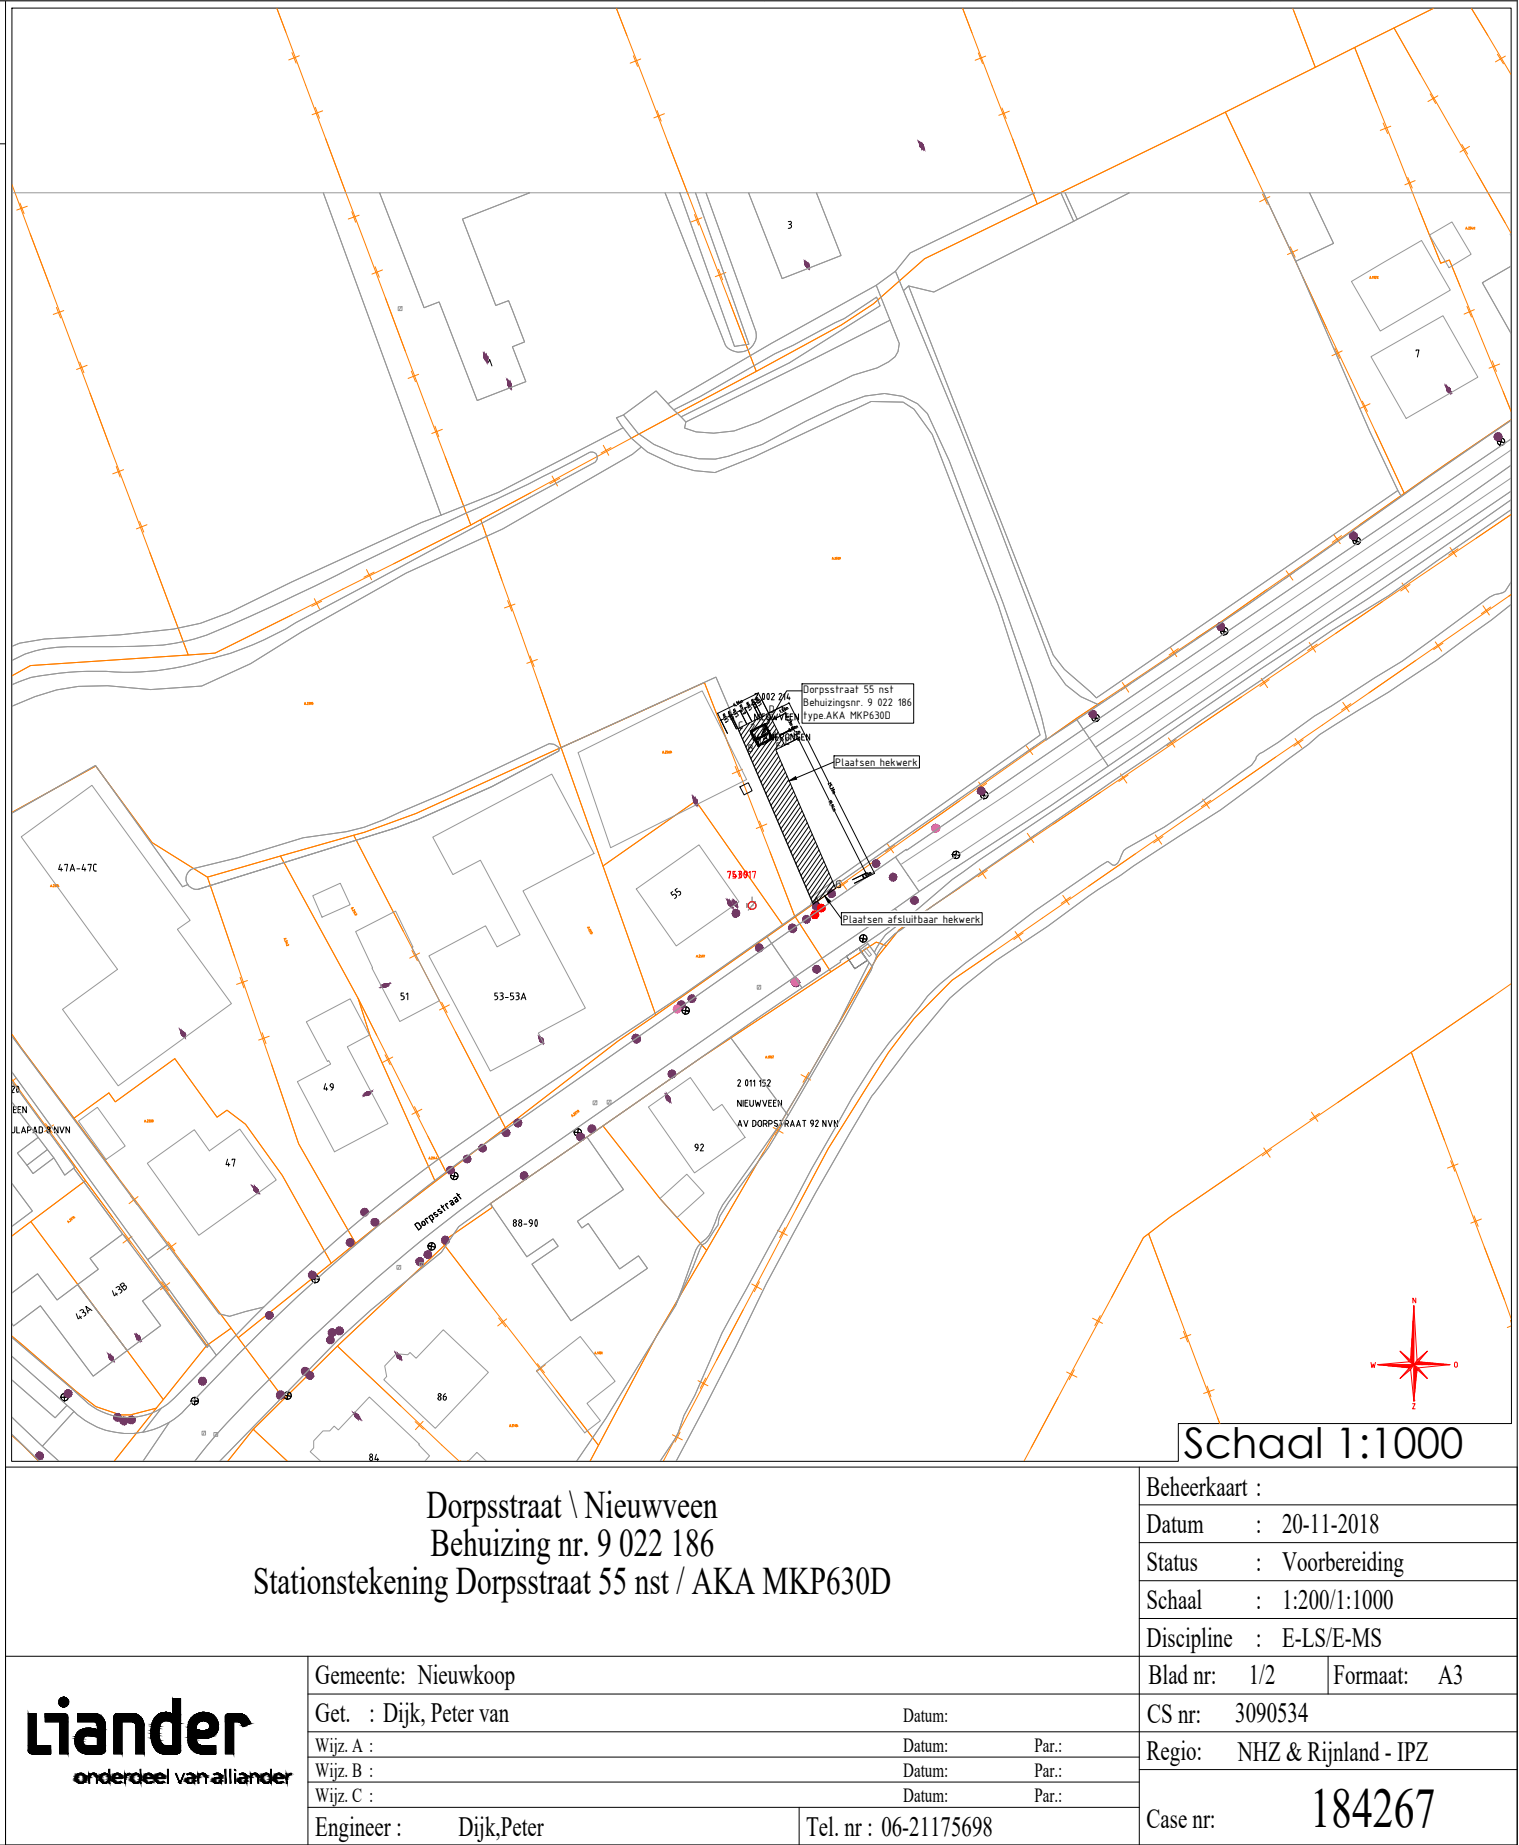 3
7
Dorpsstraat 55 nst
Behuizingsnr. 9 022 186
type.AKA MKP630D
NIEUWVEEN
Plaatsen hekwerk
47A-47C
55
G
Plaatsen afsluitbaar hekwerk
51
53-53A
49
2 011 152
NIEUWVEEN
AV DORPSTRAAT 92 NVN
92
47
Dorpsstraat
88-90
43A
43B
86
84
N
W
O
Z
Schaal 1:1000
Dorpsstraat \ Nieuwveen
Behuizing nr. 9 022 186
Stationstekening Dorpsstraat 55 nst / AKA MKP630D
Beheerkaart :
Datum : 20-11-2018
Status : Voorbereiding
Schaal : 1:200/1:1000
Discipline : E-LS/E-MS
Blad nr: 1/2 Formaat: A3
CS nr: 3090534
Regio: NHZ & Rijnland - IPZ
Case nr: 184267
Liander
onderdeel van alliander
Gemeente: Nieuwkoop
Get. : Dijk, Peter van Datum:
Wijz. A : Datum: Par.:
Wijz. B : Datum: Par.:
Wijz. C : Datum: Par.:
Engineer : Dijk,Peter Tel. nr : 06-21175698